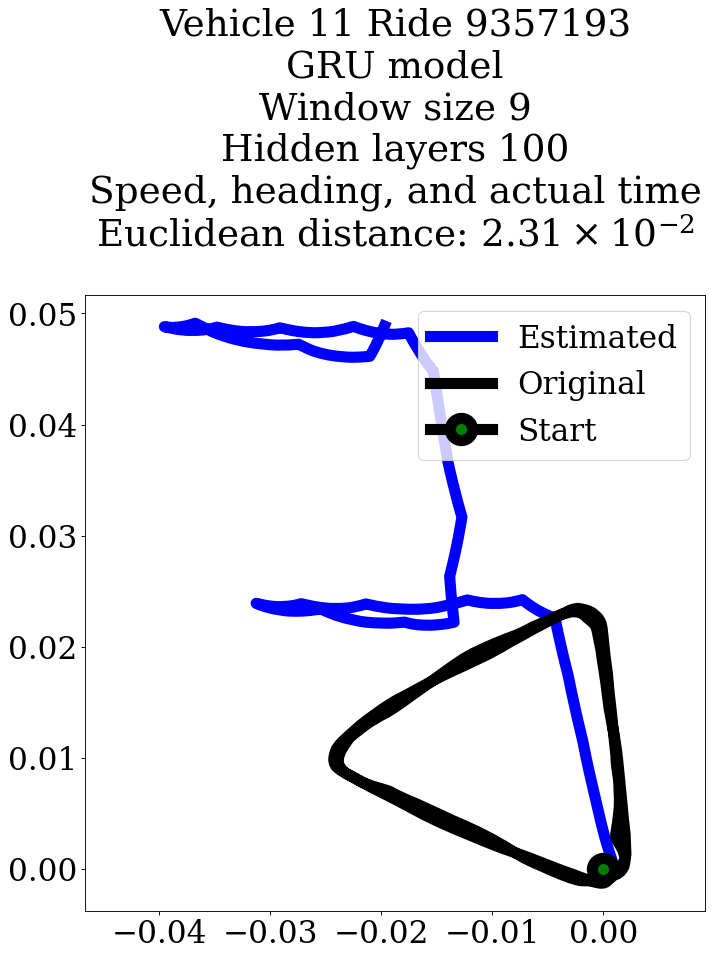 Vehicle 11 Ride 9357193
GRU model
Window size 9
Hidden layers 100
Speed, heading, and actual time
Euclidean distance: 2.31 × 10⁻²
Estimated
Original
Start
0.05
0.04
0.03
0.02
0.01
0.00
−0.04 −0.03 −0.02 −0.01 0.00